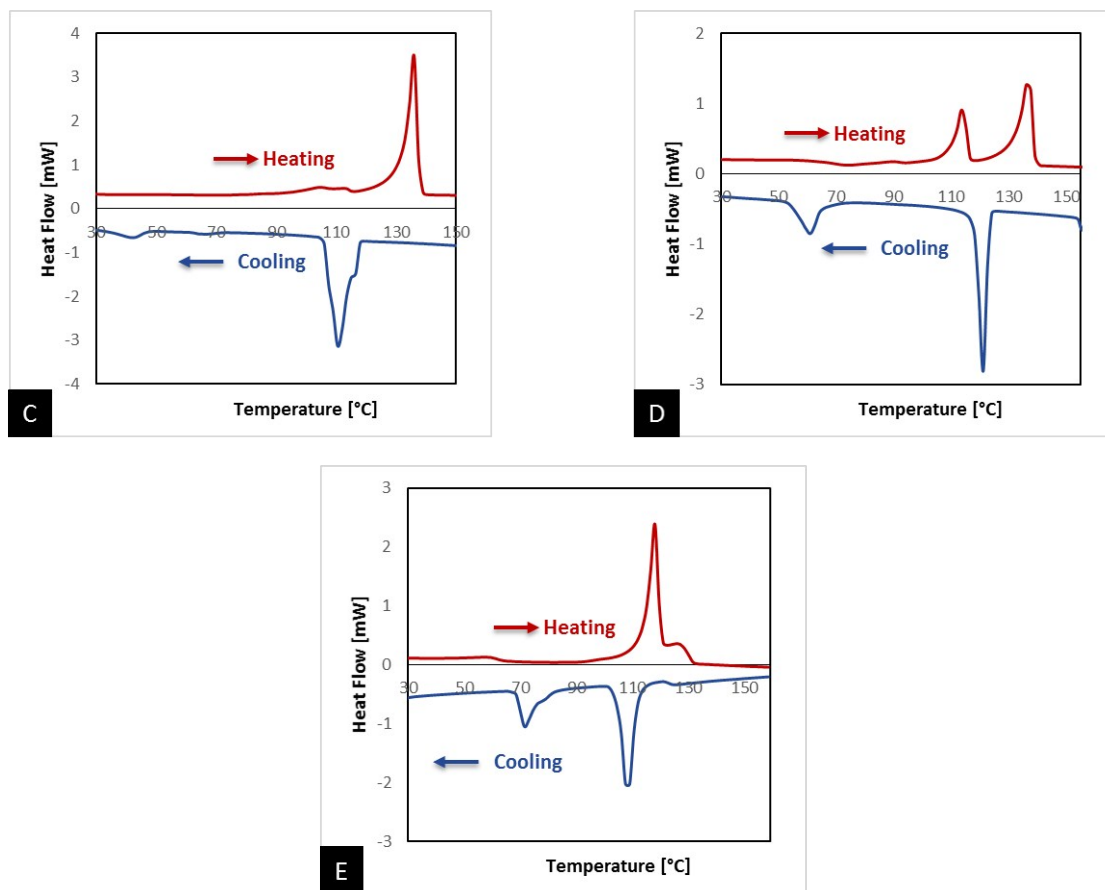 4
3
2
1
0
-1
-2
-3
-4
Heat Flow [mW]
Heating
30 50 70 90 110 130 150
Cooling
Temperature [°C]
C
2
1
0
-1
-2
-3
Heat Flow [mW]
Heating
30 50 70 90 110 130 150
Cooling
Temperature [°C]
D
3
2
1
0
-1
-2
-3
Heat Flow [mW]
Heating
30 50 70 90 110 130 150
Cooling
Temperature [°C]
E